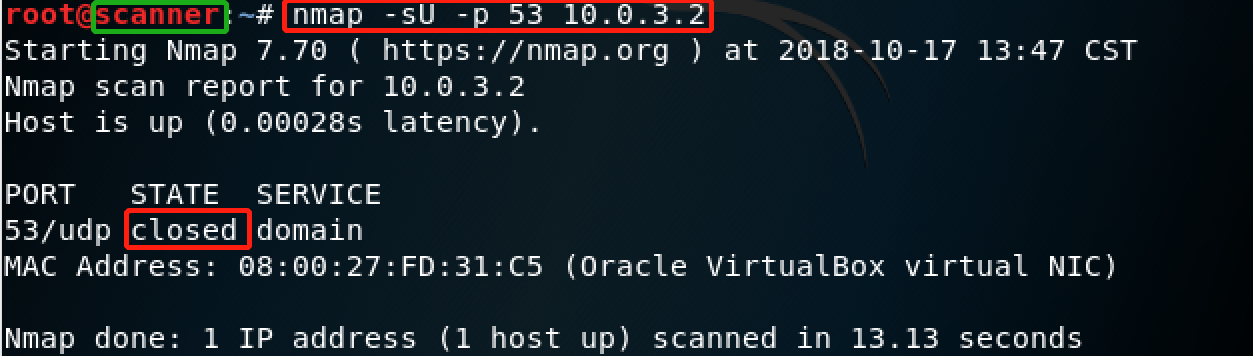 root@scanner:~# nmap -sU -p 53 10.0.3.2
Starting Nmap 7.70 ( https://nmap.org ) at 2018-10-17 13:47 CST
Nmap scan report for 10.0.3.2
Host is up (0.00028s latency).
PORT   STATE  SERVICE
53/udp closed domain
MAC Address: 08:00:27:FD:31:C5 (Oracle VirtualBox virtual NIC)
Nmap done: 1 IP address (1 host up) scanned in 13.13 seconds